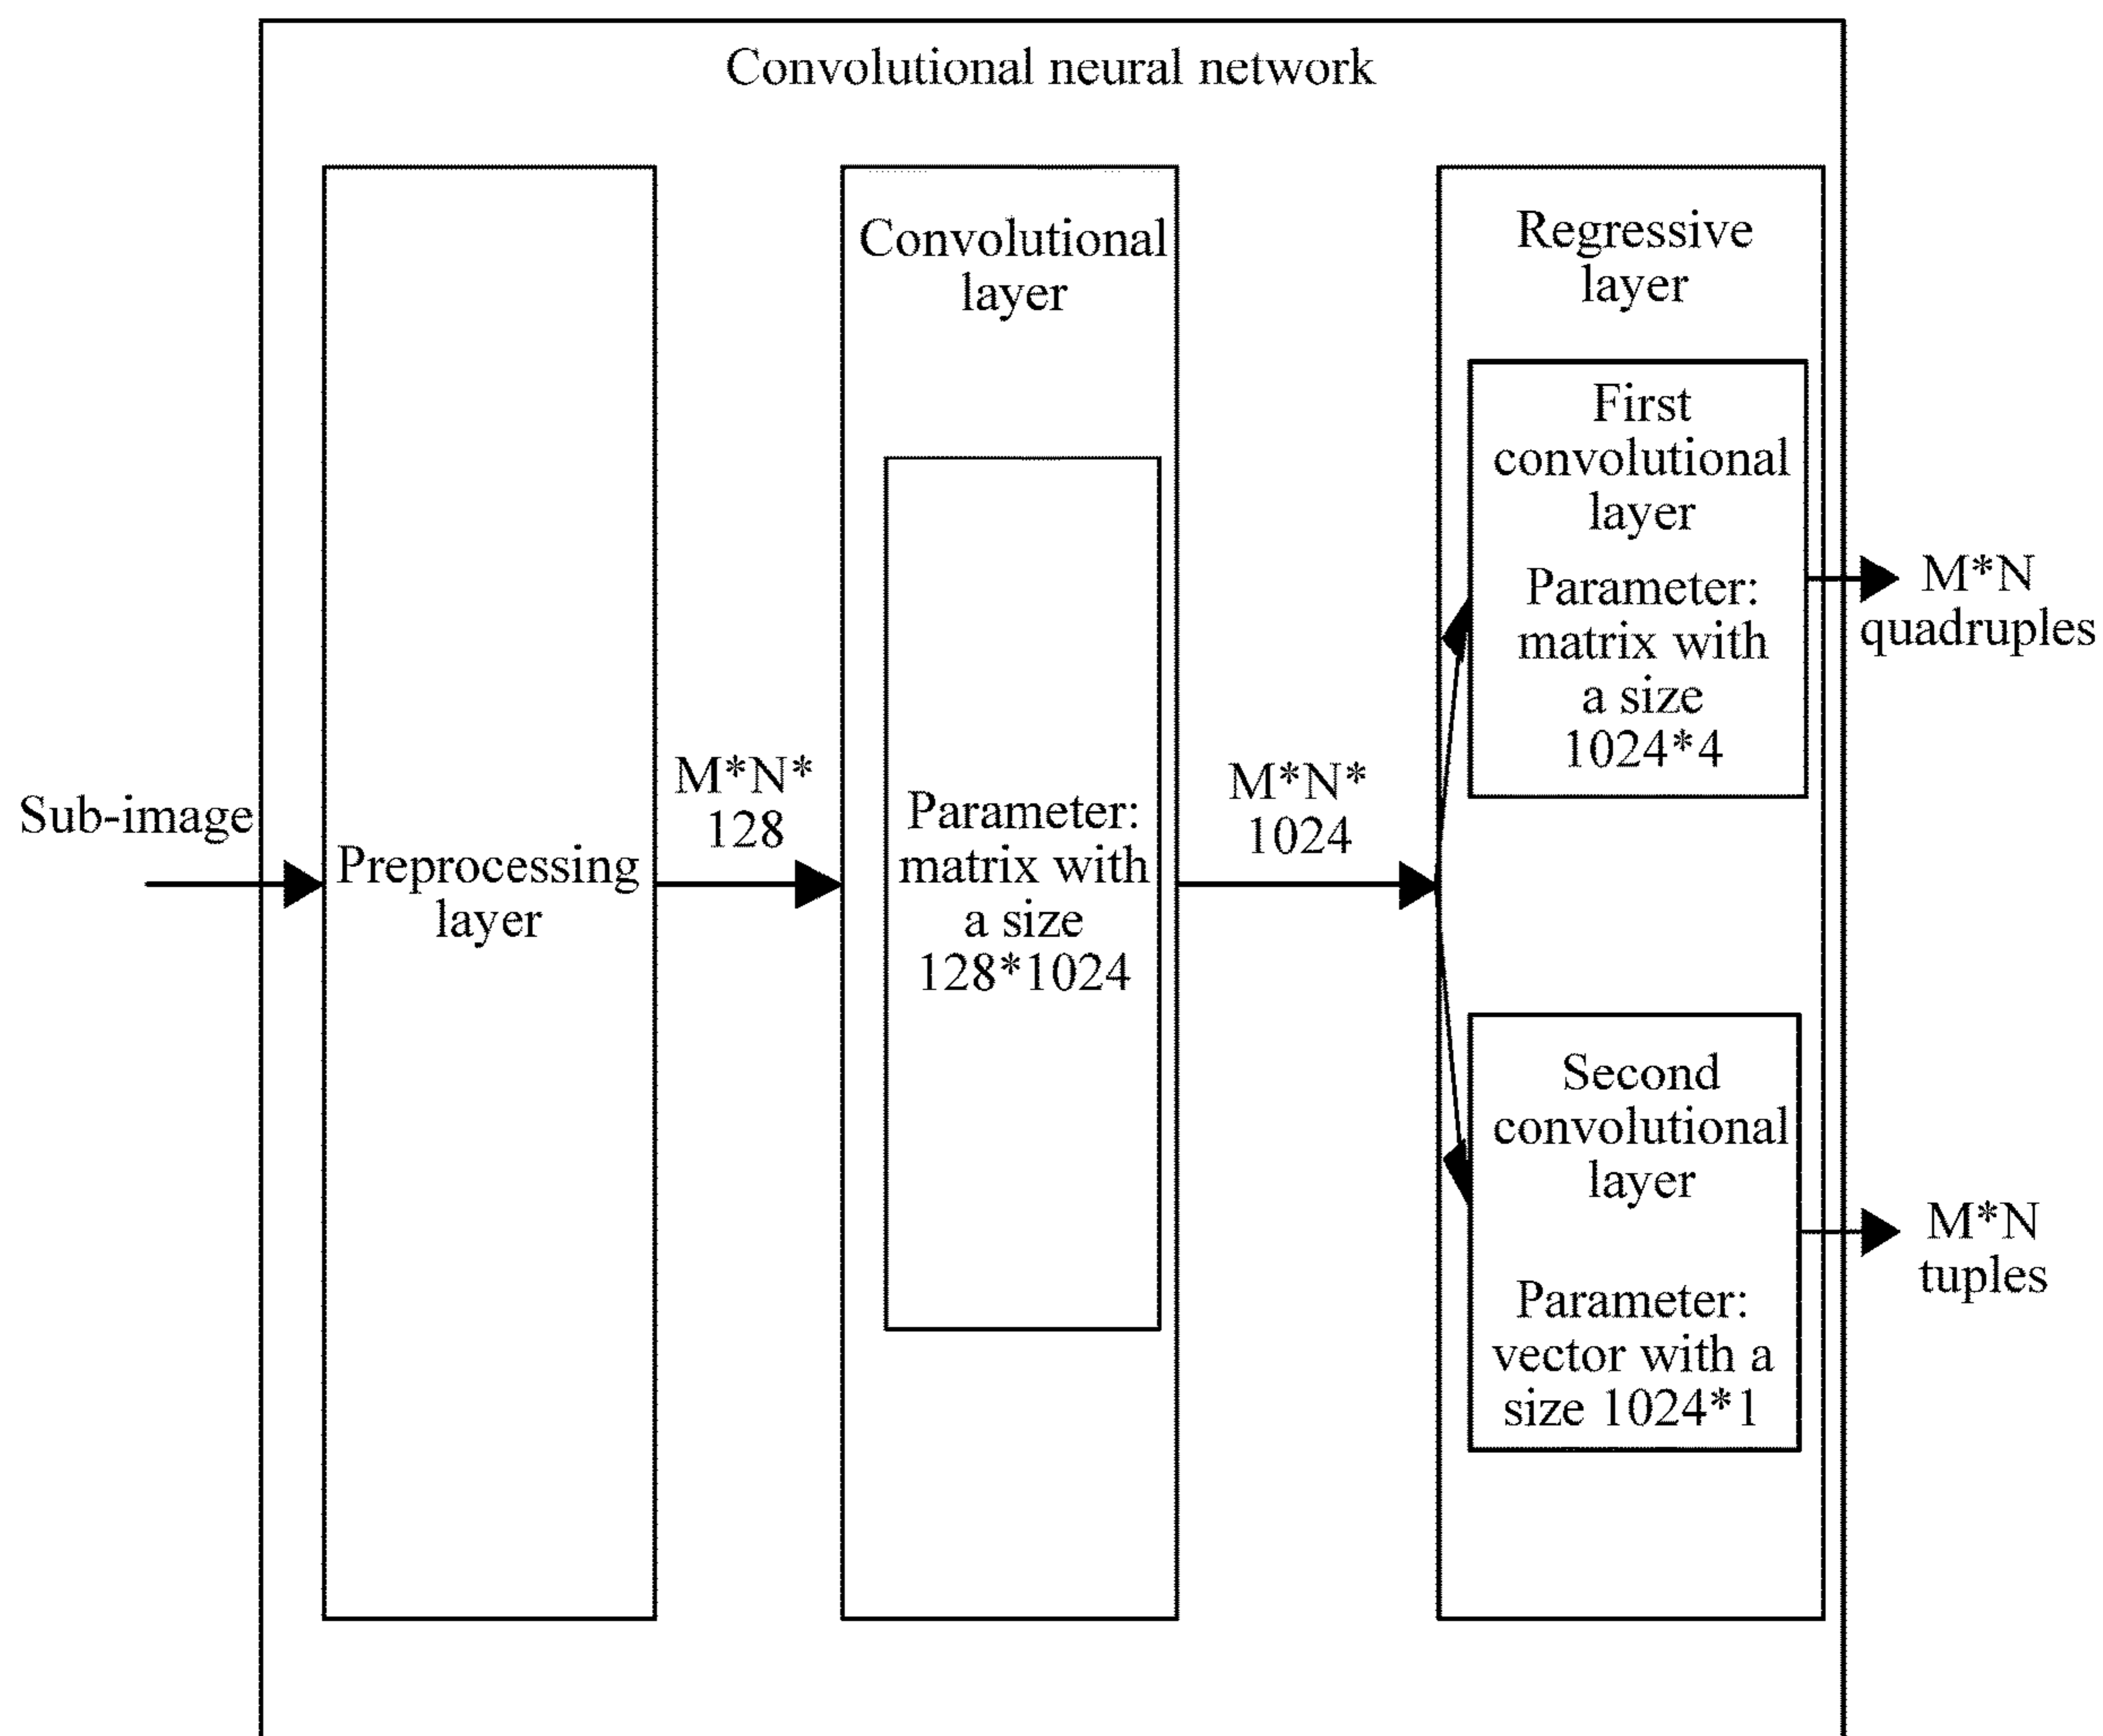 Convolutional neural network
Sub-image
Preprocessing
layer
M*N*
128
Convolutional
layer
Parameter:
matrix with
a size
128*1024
M*N*
1024
Regressive
layer
First
convolutional
layer
Parameter:
matrix with
a size
1024*4
M*N
quadruples
Second
convolutional
layer
Parameter:
vector with a
size 1024*1
M*N
tuples